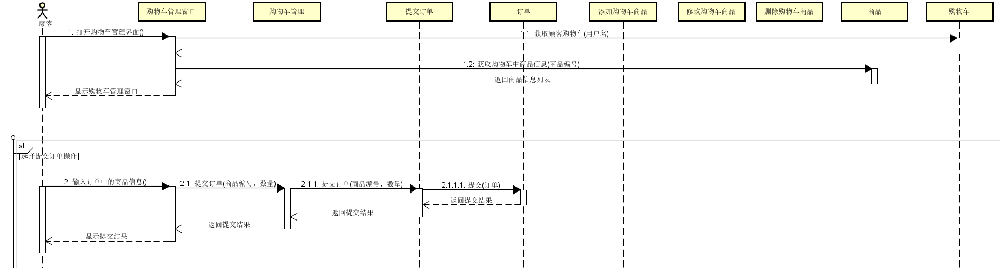 购物车管理窗口
购物车管理
提交订单
订单
添加购物车商品
修改购物车商品
删除购物车商品
商品
购物车
: 顾客
1: 打开购物车管理界面()
1.1: 获取顾客购物车(用户名)
1.2: 获取购物车中商品信息(商品编号)
返回商品信息列表
显示购物车管理窗口
alt
[选择提交订单操作]
2: 输入订单中的商品信息()
2.1: 提交订单(商品编号，数量)
2.1.1: 提交订单(商品编号，数量)
2.1.1.1: 提交(订单)
返回提交结果
返回提交结果
返回提交结果
显示提交结果